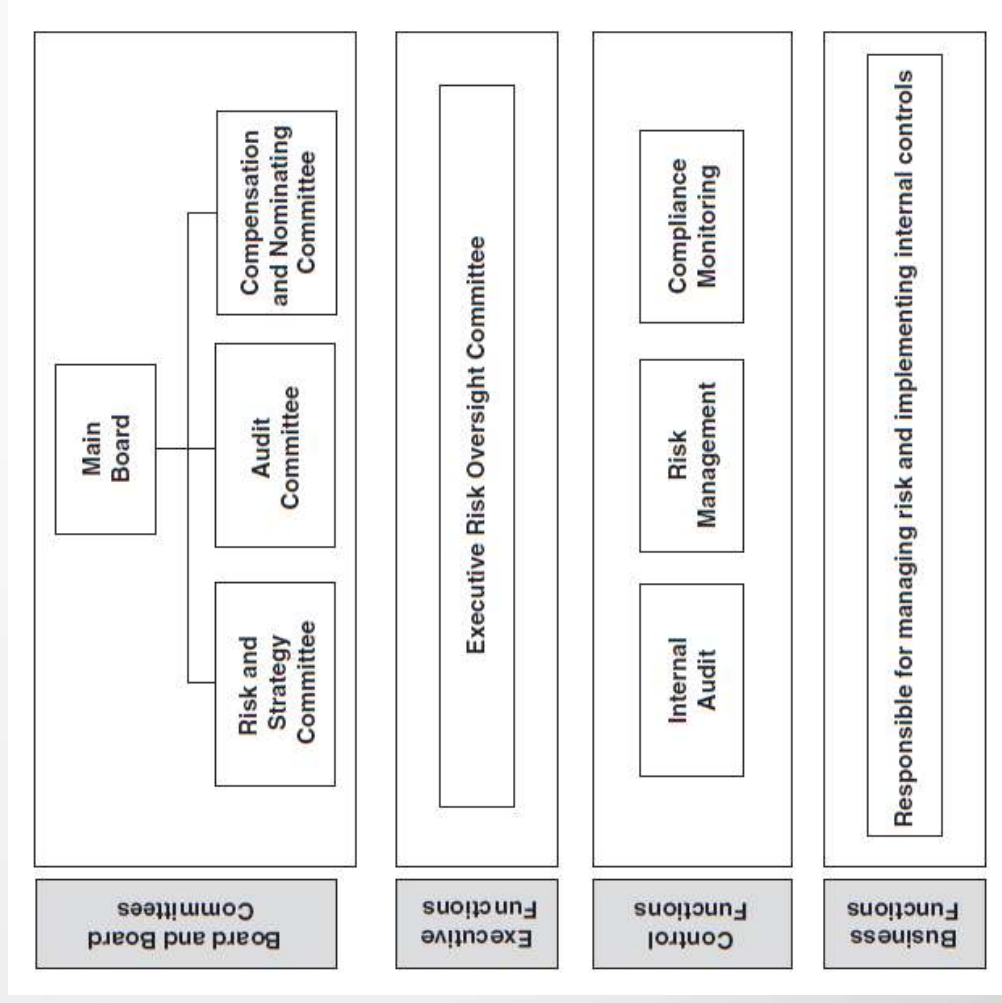 Board and Board
Committees
Main
Board
Risk and
Strategy
Committee
Audit
Committee
Compensation
and Nominating
Committee
Executive
Functions
Executive Risk Oversight Committee
Control
Functions
Internal
Audit
Risk
Management
Compliance
Monitoring
Business
Functions
Responsible for managing risk and implementing internal controls